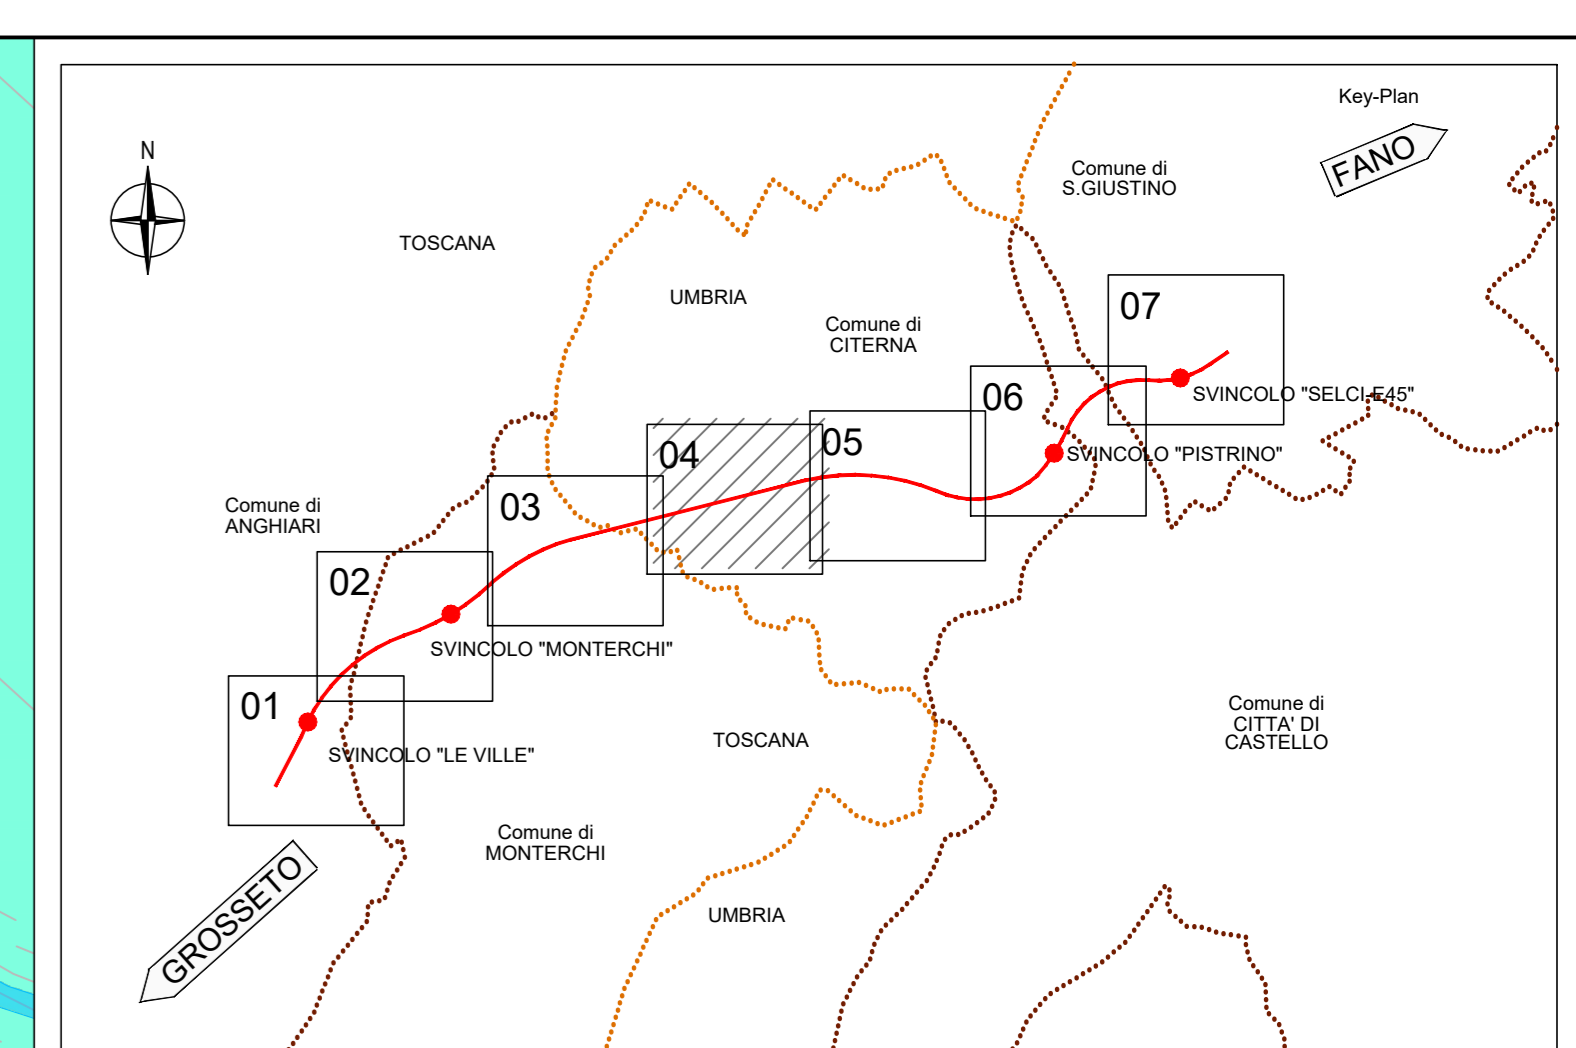 Key-Plan
FANO
N
Comune di
S.GIUSTINO
TOSCANA
UMBRIA
Comune di
CITERNA
07
SVINCOLO "SELCI-E45"
06
SVINCOLO "PISTRINO"
05
04
03
Comune di
ANGHIARI
02
SVINCOLO "MONTERCHI"
01
SVINCOLO "LE VILLE"
TOSCANA
Comune di
CITTA' DI
CASTELLO
Comune di
MONTERCHI
UMBRIA
GROSSETO